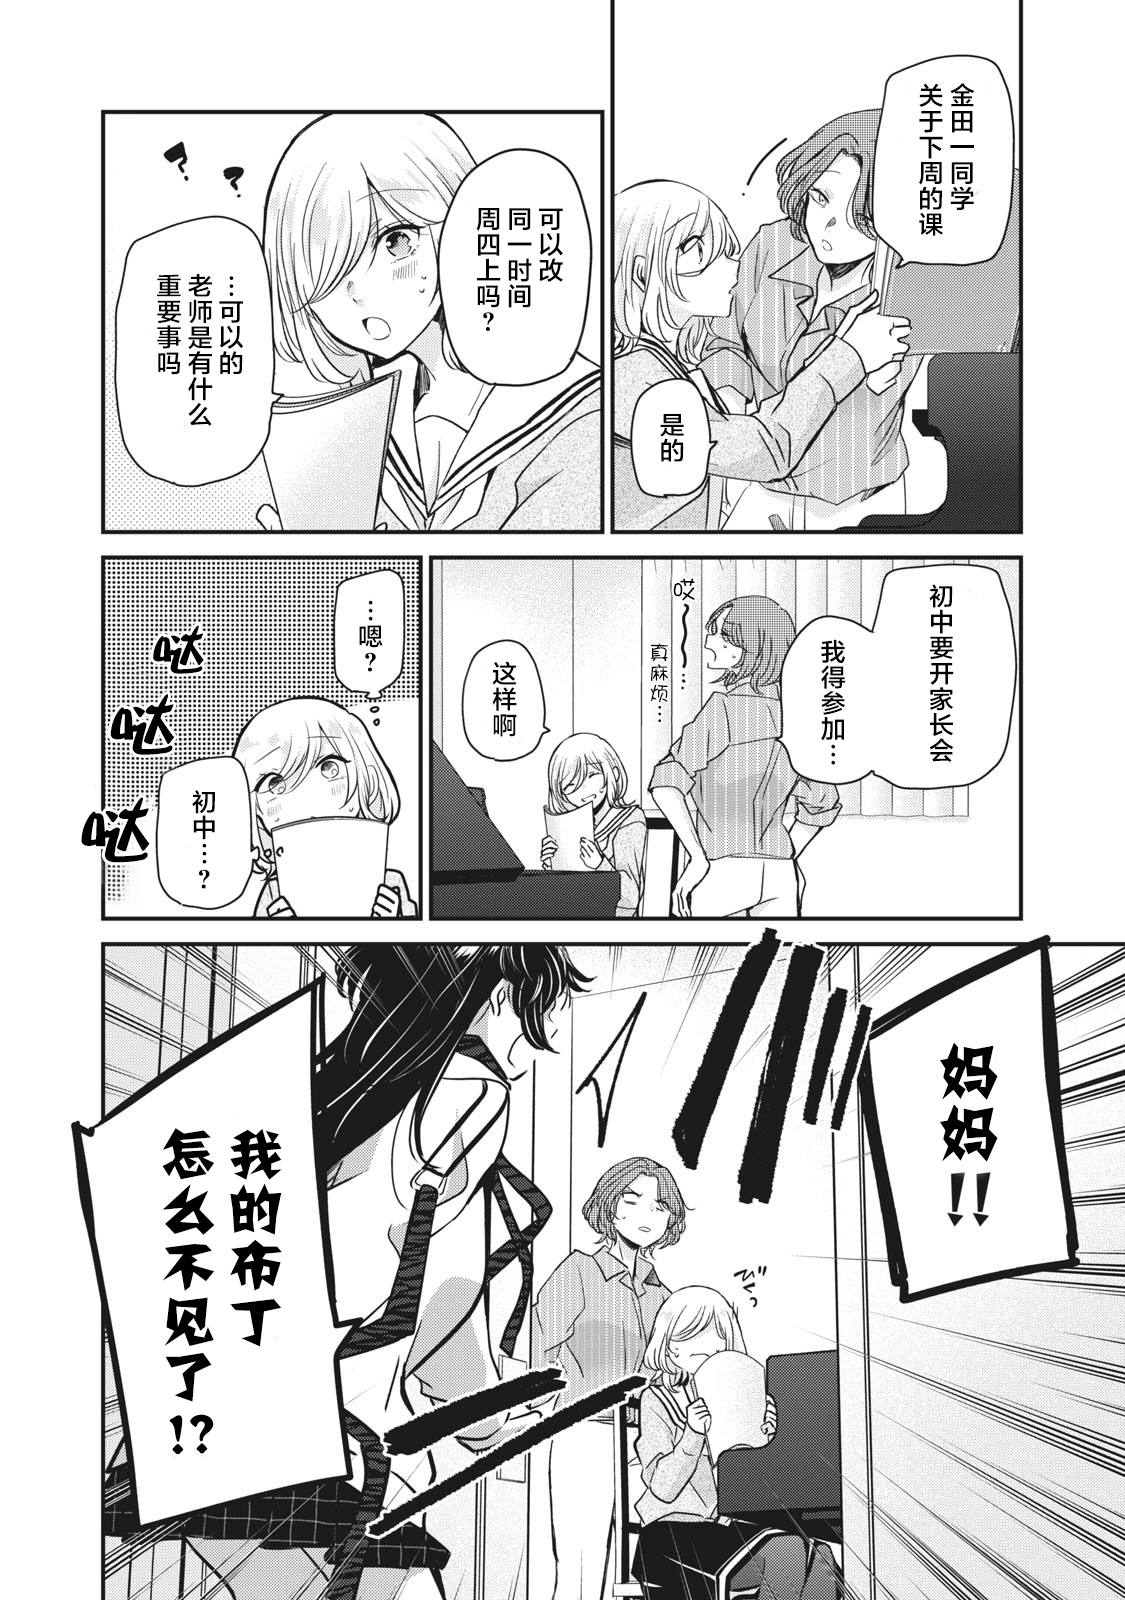 金田一同学
关于下周的课
是的
可以改
同一时间
周四上吗?
…可以的
老师是有什么
重要事吗
初中要开家长会
我得参加…
哎…
真麻烦…
这样啊
…嗯?
初中…?
哒
哒
哒
妈妈!!
びくっ
我的布丁
怎么不见了!?